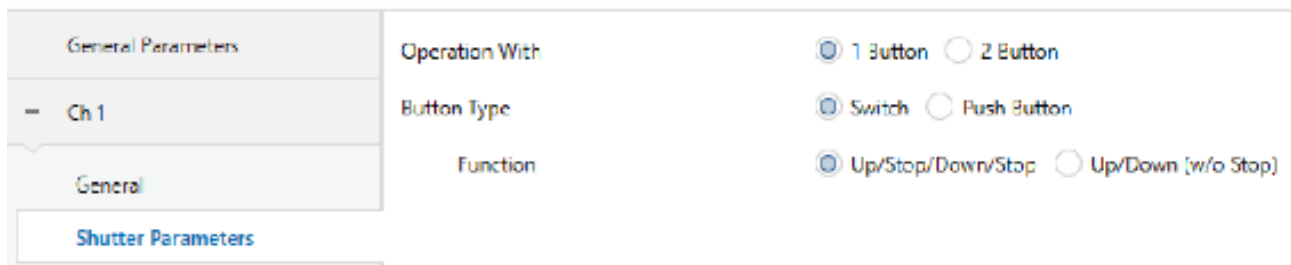 General Parameters
Operation With
1 Button
2 Button
Ch 1
Button Type
Switch
Push Button
Function
Up/Stop/Down/Stop
Up/Down (w/o Stop)
General
Shutter Parameters